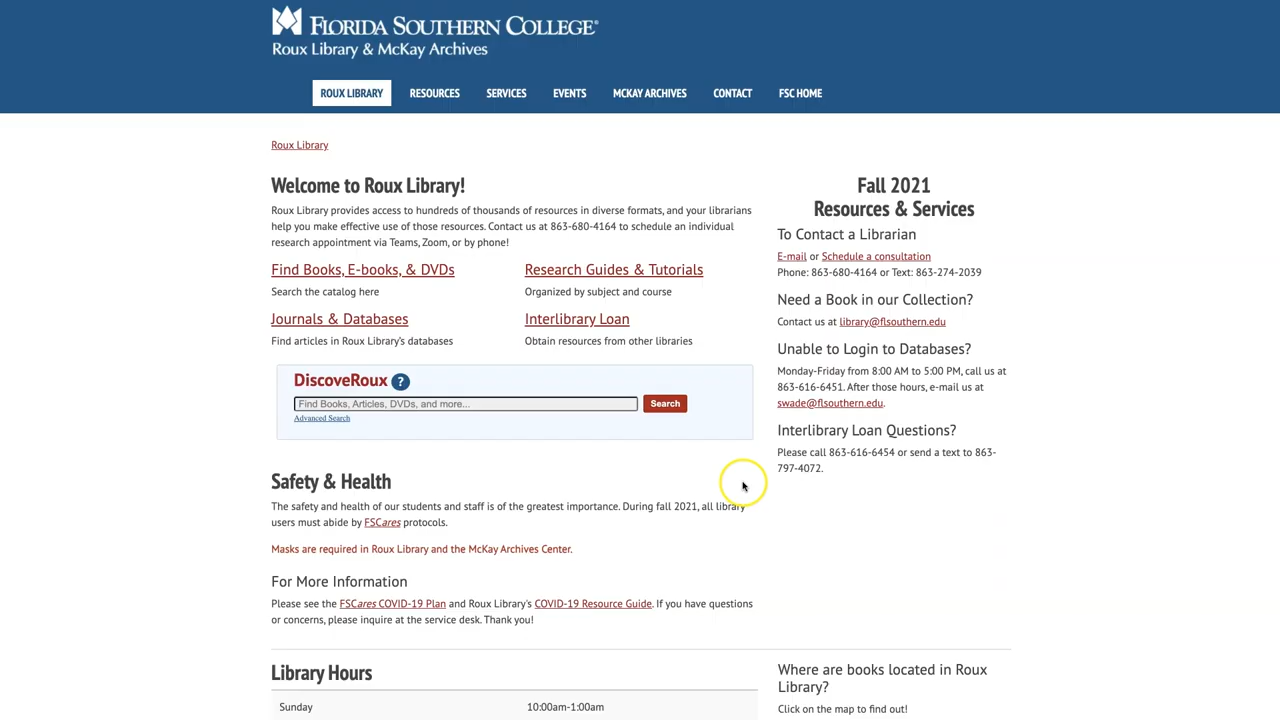 FLORIDA SOUTHERN COLLEGE®
Roux Library & McKay Archives
ROUX LIBRARY RESOURCES SERVICES EVENTS MCKAY ARCHIVES CONTACT FSC HOME
Roux Library
Welcome to Roux Library!
Roux Library provides access to hundreds of thousands of resources in diverse formats, and your librarians
help you make effective use of those resources. Contact us at 863-680-4164 to schedule an individual
research appointment via Teams, Zoom, or by phone!
Find Books, E-books, & DVDs
Search the catalog here
Research Guides & Tutorials
Organized by subject and course
Journals & Databases
Find articles in Roux Library's databases
Interlibrary Loan
Obtain resources from other libraries
DiscoveRoux ?
Find Books, Articles, DVDs, and more... Search
Advanced Search
Safety & Health
The safety and health of our students and staff is of the greatest importance. During fall 2021, all library
users must abide by FSCares protocols.
Masks are required in Roux Library and the McKay Archives Center.
For More Information
Please see the FSCares COVID-19 Plan and Roux Library's COVID-19 Resource Guide. If you have questions
or concerns, please inquire at the service desk. Thank you!
Library Hours
Sunday 10:00am-1:00am
Fall 2021
Resources & Services
To Contact a Librarian
E-mail or Schedule a consultation
Phone: 863-680-4164 or Text: 863-274-2039
Need a Book in our Collection?
Contact us at library@flsouthern.edu
Unable to Login to Databases?
Monday-Friday from 8:00 AM to 5:00 PM, call us at
863-616-6451. After those hours, e-mail us at
swade@flsouthern.edu.
Interlibrary Loan Questions?
Please call 863-616-6454 or send a text to 863-
797-4072.
Where are books located in Roux
Library?
Click on the map to find out!